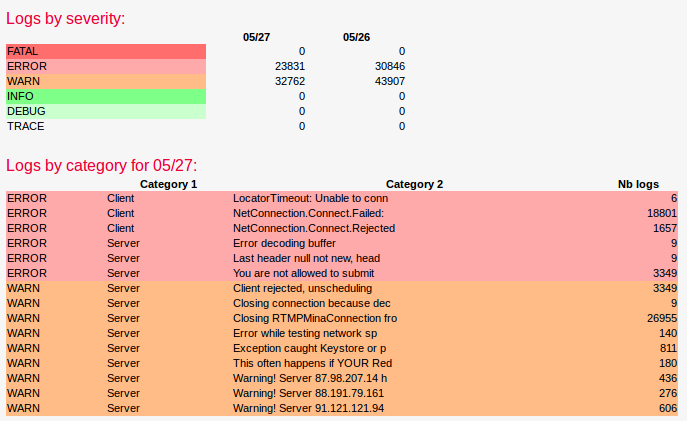 Logs by severity:
05/27 05/26
FATAL 0 0
ERROR 23831 30846
WARN 32762 43907
INFO 0 0
DEBUG 0 0
TRACE 0 0
Logs by category for 05/27:
Category 1 Category 2 Nb logs
ERROR Client LocatorTimeout: Unable to conn 6
ERROR Client NetConnection.Connect.Failed: 18801
ERROR Client NetConnection.Connect.Rejected 1657
ERROR Server Error decoding buffer 9
ERROR Server Last header null not new, head 9
ERROR Server You are not allowed to submit 3349
WARN Server Client rejected, unscheduling 3349
WARN Server Closing connection because dec 9
WARN Server Closing RTMPMinaConnection fro 26955
WARN Server Error while testing network sp 140
WARN Server Exception caught Keystore or p 811
WARN Server This often happens if YOUR Red 180
WARN Server Warning! Server 87.98.207.14 h 436
WARN Server Warning! Server 88.191.79.161 276
WARN Server Warning! Server 91.121.121.94 606